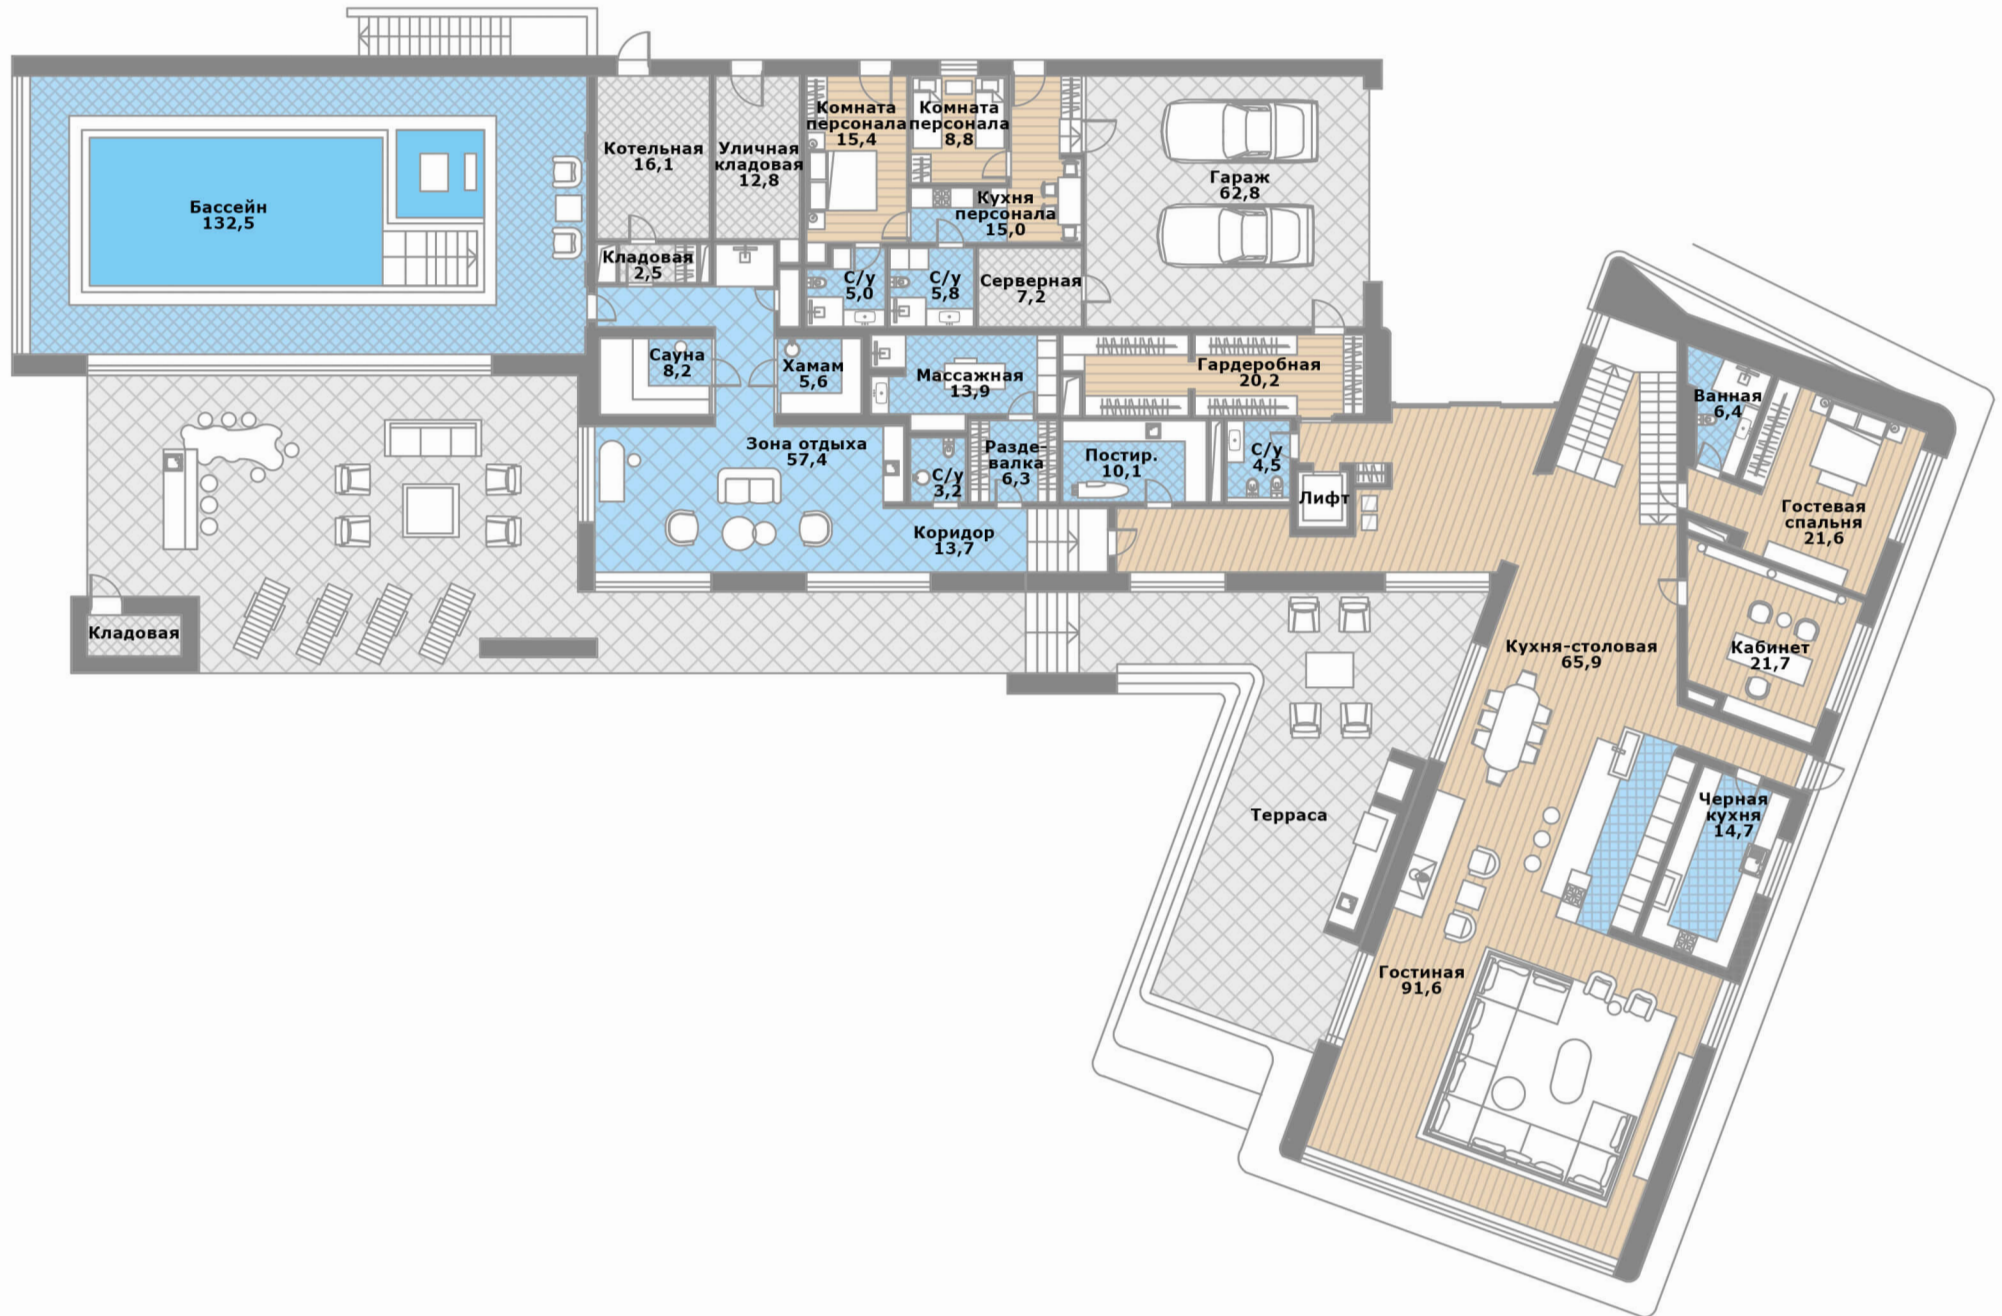 Комната
персонала
15,4
Комната
персонала
8,8
Котельная
16,1
Уличная
кладовая
12,8
Гараж
62,8
Бассейн
132,5
Кухня
персонала
15,0
Кладовая
2,5
С/у
5,0
С/у
5,8
Серверная
7,2
Сауна
8,2
Хамам
5,6
Массажная
13,9
Гардеробная
20,2
Ванная
6,4
Зона отдыха
57,4
С/у
3,2
Разде-
валка
6,3
Постир.
10,1
С/у
4,5
Лифт
Гостевая
спальня
21,6
Коридор
13,7
Кладовая
Кухня-столовая
65,9
Кабинет
21,7
Терраса
Черная
кухня
14,7
Гостиная
91,6